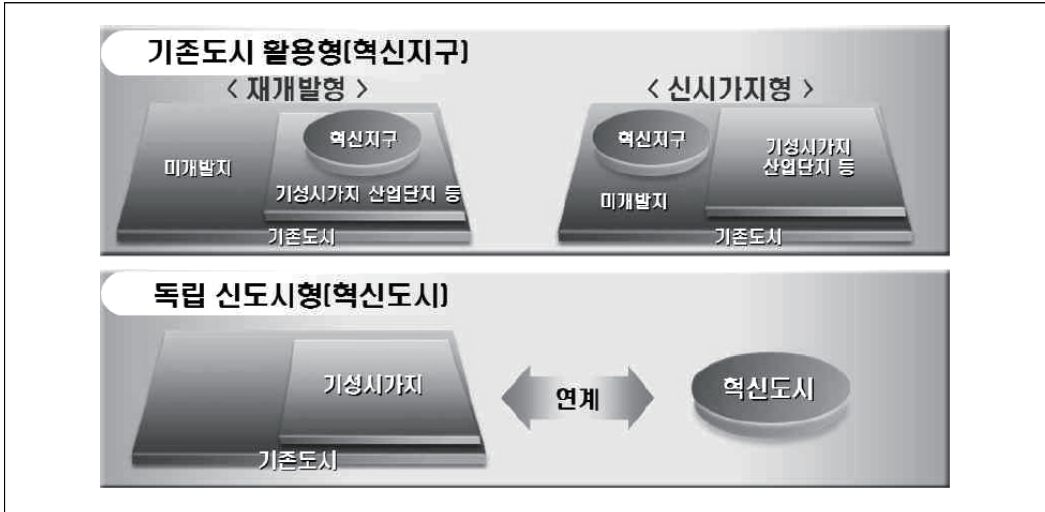 기존도시 활용형(혁신지구)
< 재개발형 >
미개발지
혁신지구
기성시가지 산업단지 등
기존도시
< 신시가지형 >
혁신지구
미개발지
기성시가지
산업단지 등
기존도시
독립 신도시형(혁신도시)
기성시가지
기존도시
연계
혁신도시